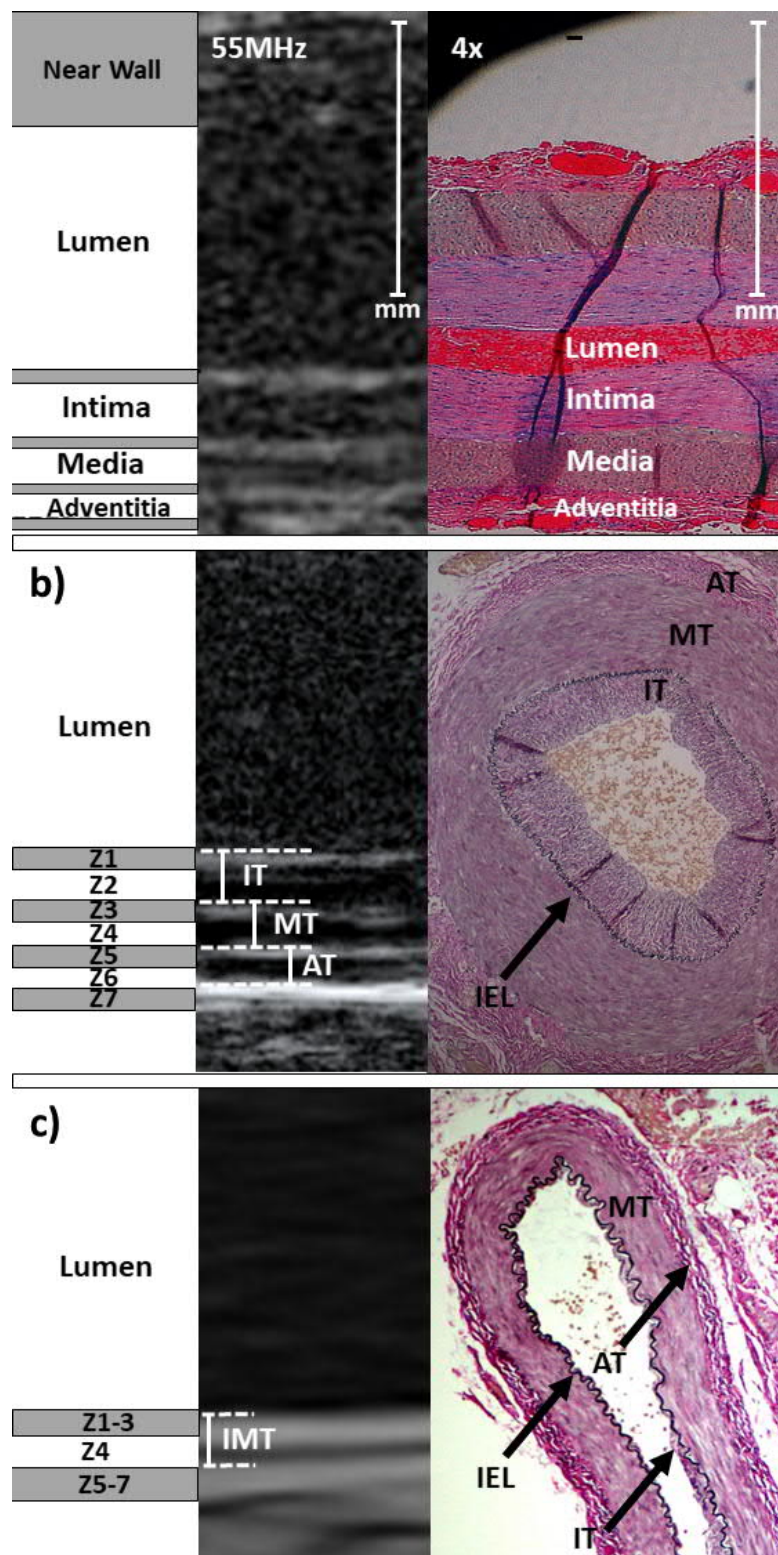 Near Wall
55MHz
4x
mm
mm
Lumen
Lumen
Intima
Intima
Media
Media
Adventitia
Adventitia
b)
AT
MT
IT
Lumen
Z1
IT
Z2
Z3
MT
Z4
Z5
AT
Z6
Z7
IEL
c)
MT
Lumen
AT
Z1-3
IMT
Z4
Z5-7
IEL
IT